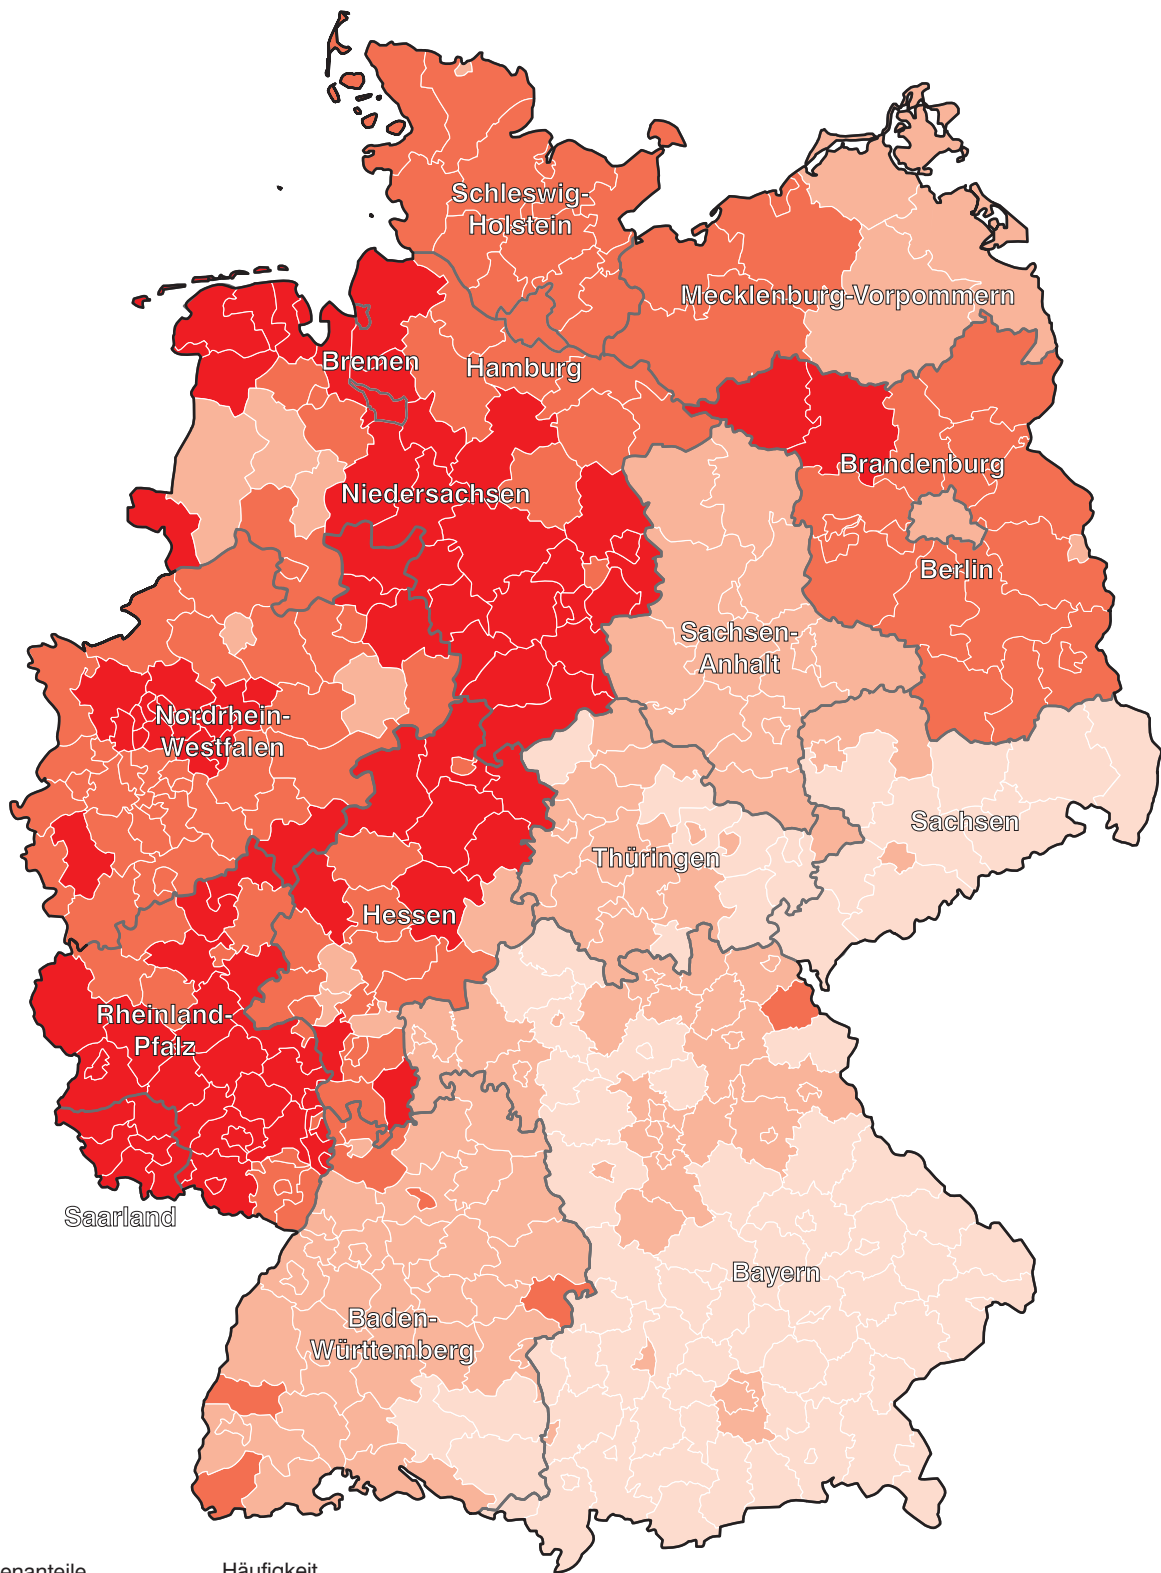 Schleswig-
Holstein
Mecklenburg-Vorpommern
Bremen
Hamburg
Brandenburg
Niedersachsen
Berlin
Sachsen-
Anhalt
Nordrhein-
Westfalen
Sachsen
Thüringen
Hessen
Rheinland-
Pfalz
Saarland
Bayern
Baden-
Württemberg
enanteile
Häufigkeit